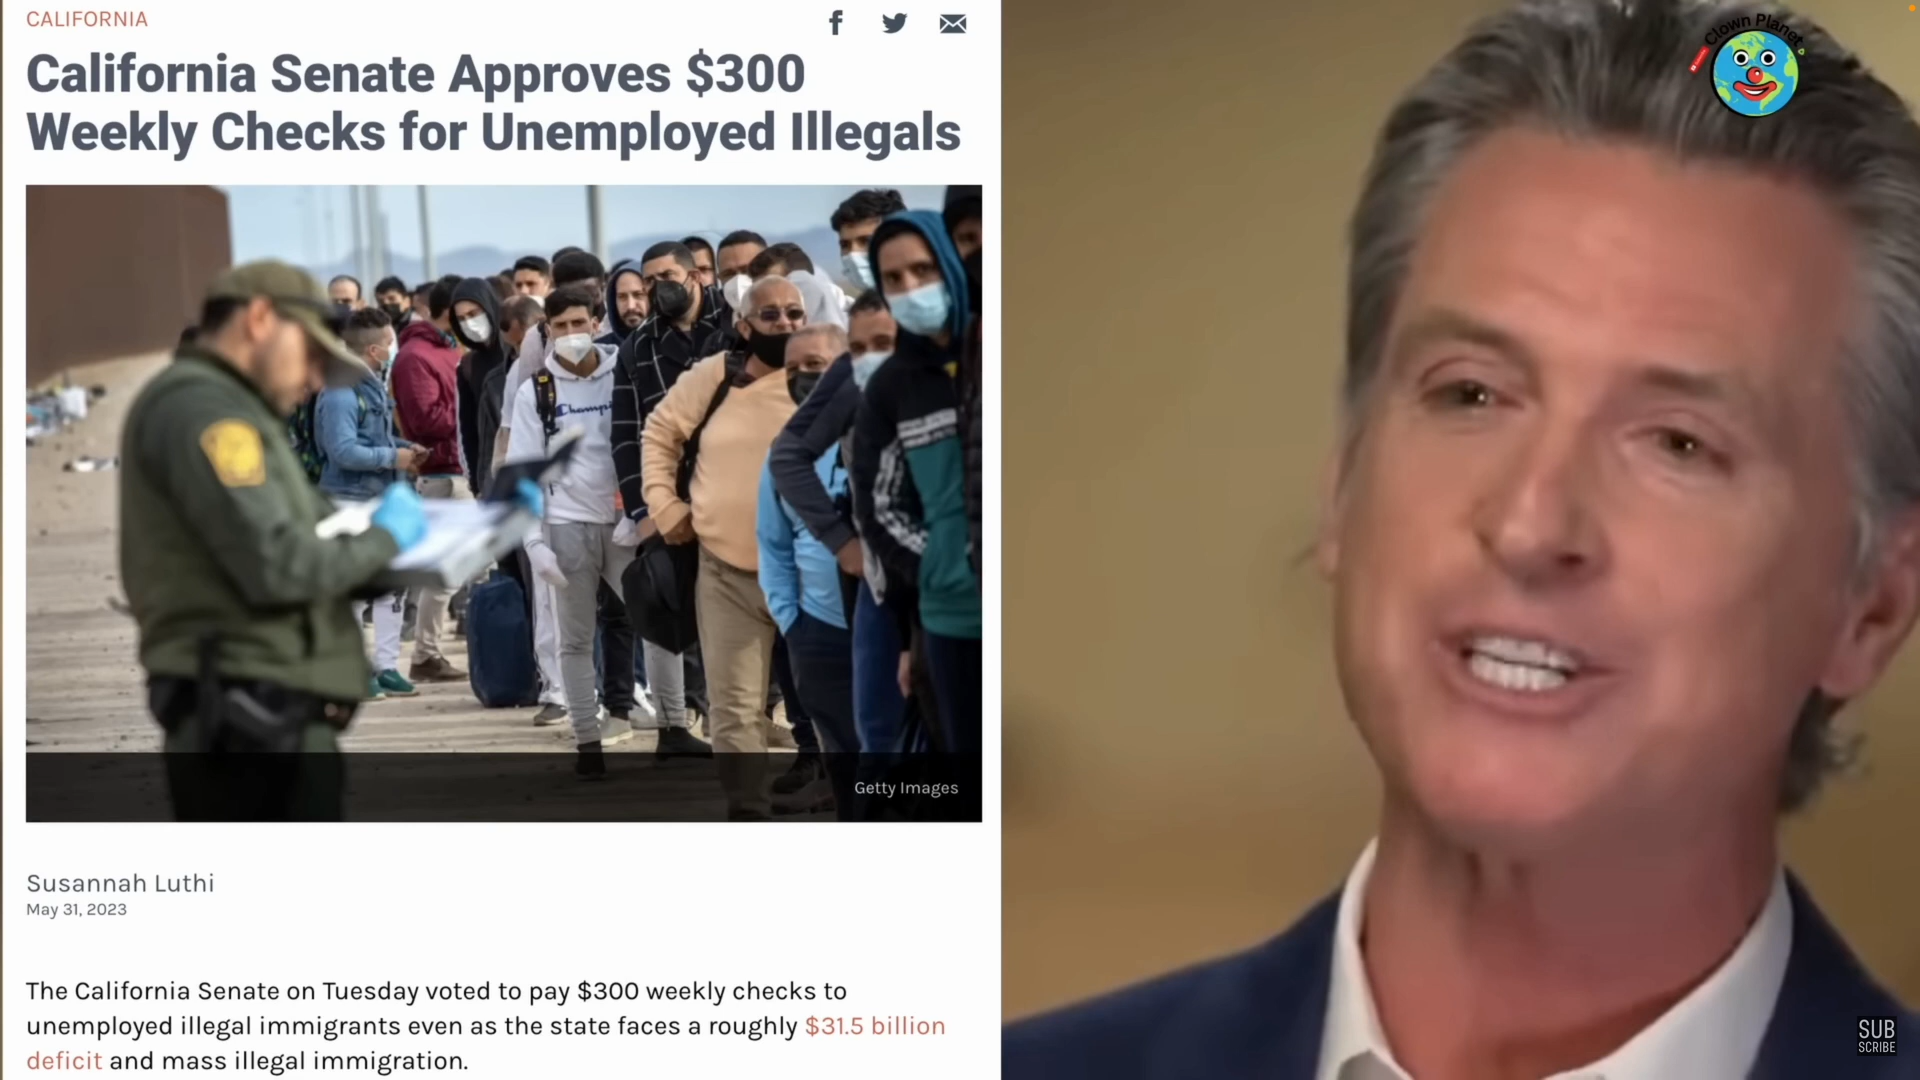 CALIFORNIA
California Senate Approves $300
Weekly Checks for Unemployed Illegals
Clown Planet
Champi
Getty Images
Susannah Luthi
May 31, 2023
The California Senate on Tuesday voted to pay $300 weekly checks to
unemployed illegal immigrants even as the state faces a roughly $31.5 billion
deficit and mass illegal immigration.
SUB
SCRIBE